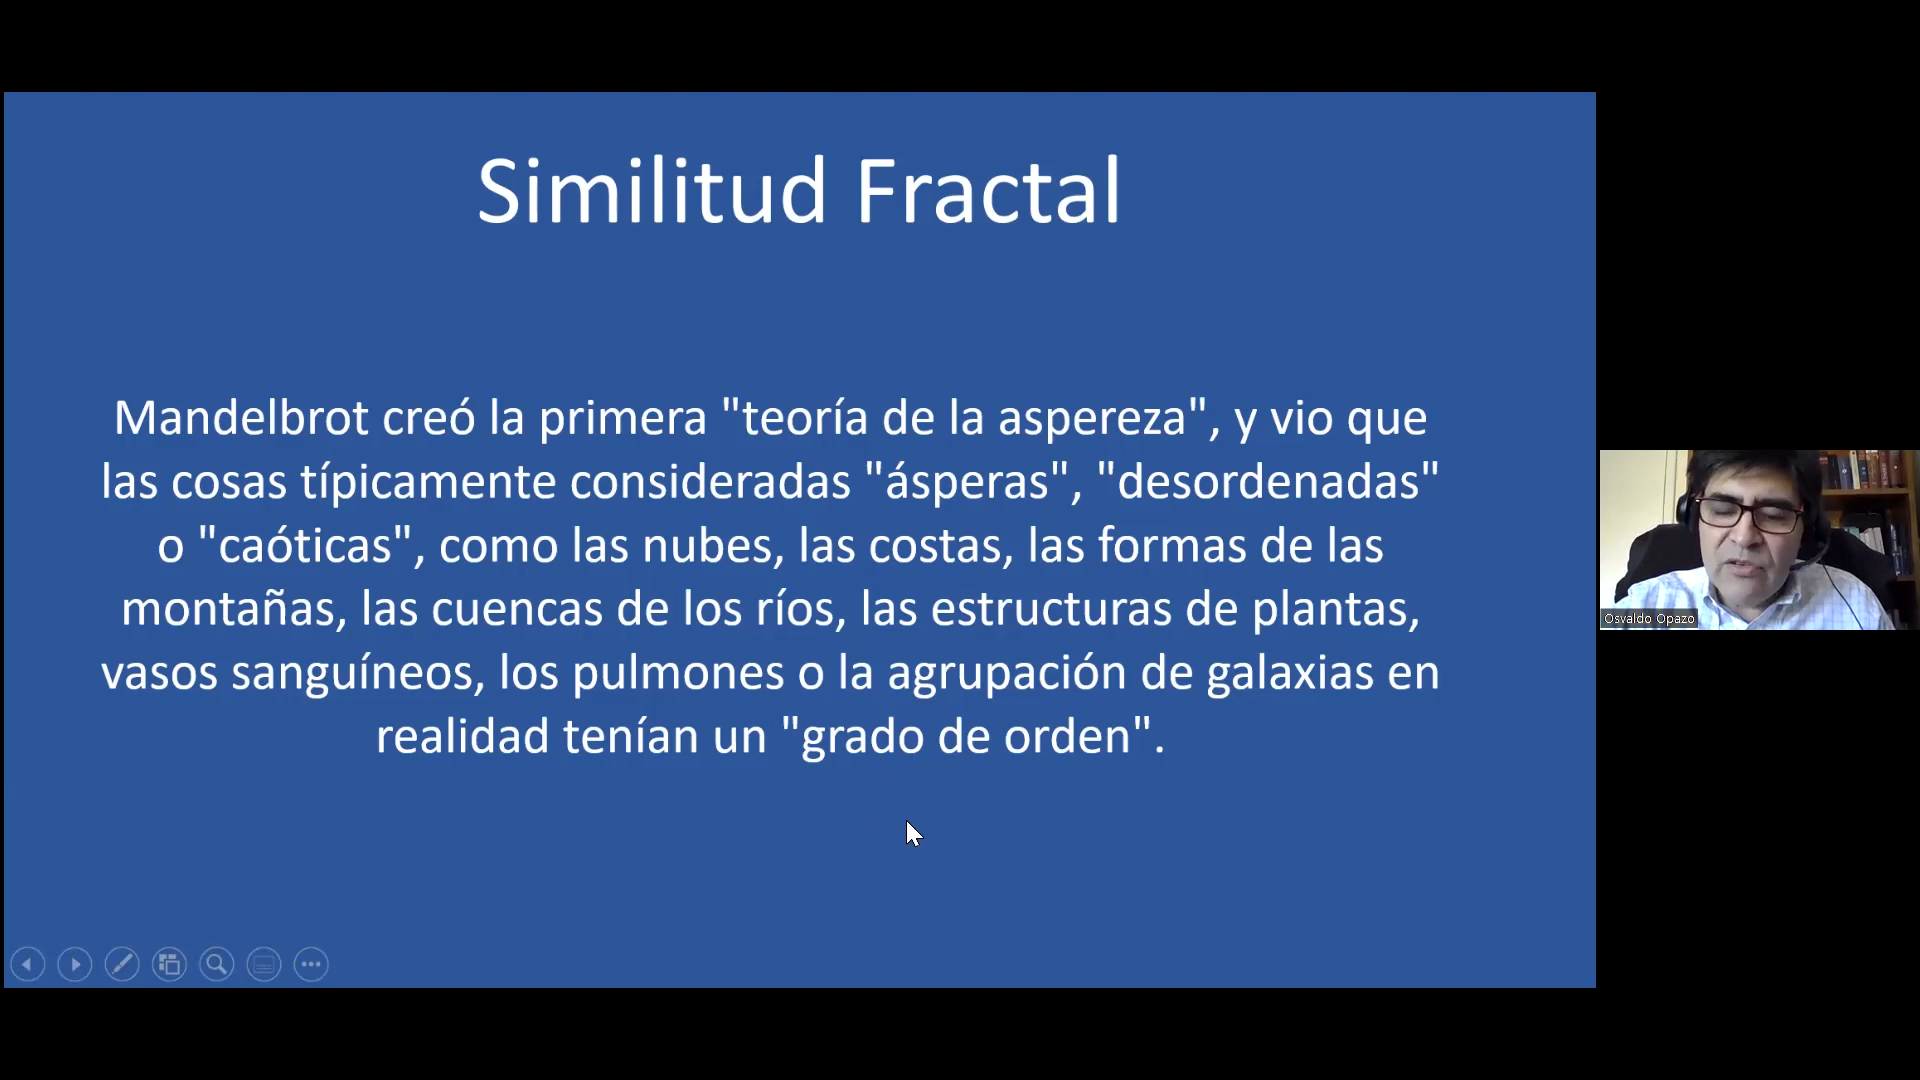 Similitud Fractal
Mandelbrot creó la primera "teoría de la aspereza", y vio que
las cosas típicamente consideradas "ásperas", "desordenadas"
o "caóticas", como las nubes, las costas, las formas de las
montañas, las cuencas de los ríos, las estructuras de plantas,
vasos sanguíneos, los pulmones o la agrupación de galaxias en
realidad tenían un "grado de orden".
Osvaldo Opazo